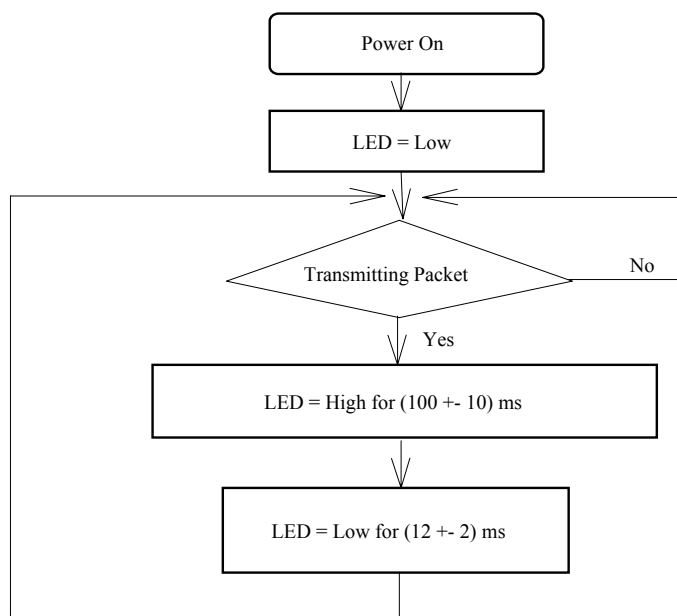 Power On
LED = Low
Transmitting Packet
No
Yes
LED = High for (100 +- 10) ms
LED = Low for (12 +- 2) ms